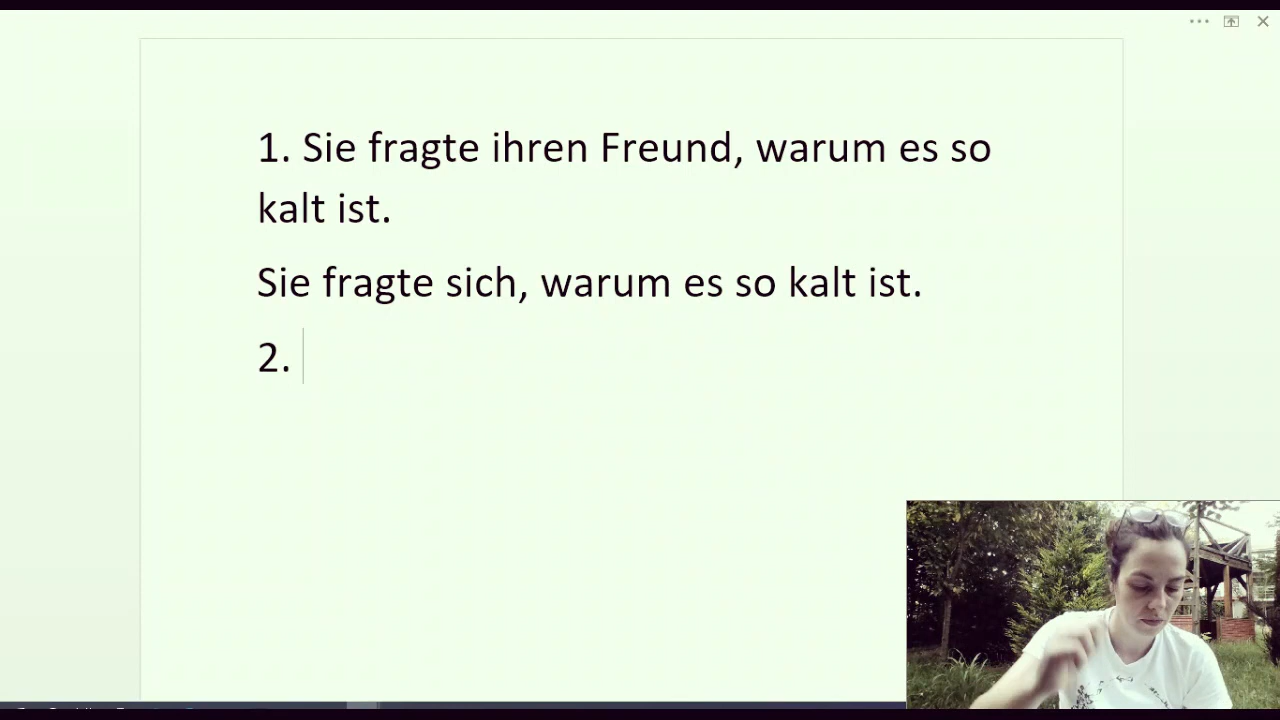 1. Sie fragte ihren Freund, warum es so
kalt ist.
Sie fragte sich, warum es so kalt ist.
2.